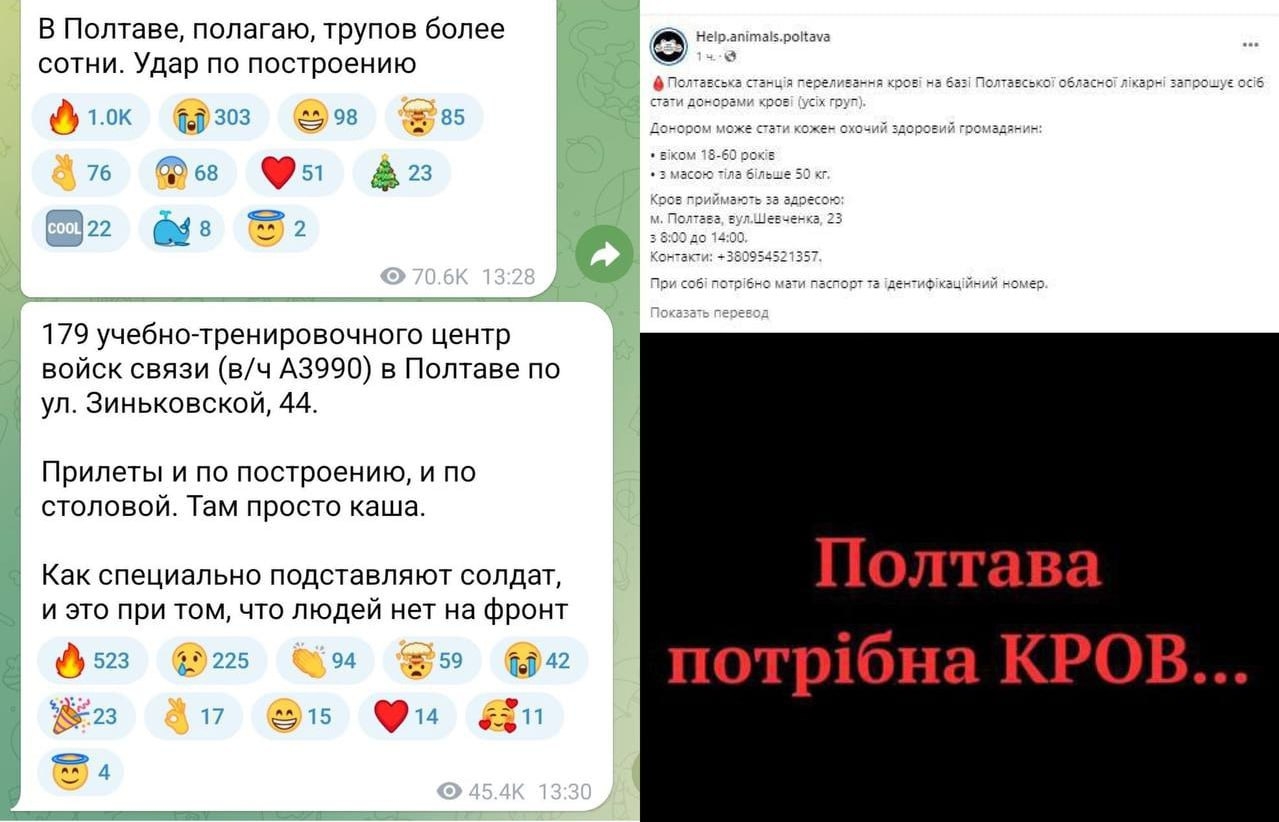 В Полтаве, полагаю, трупов более
сотни. Удар по построению
1.0K 303 98 85
76 68 51 23
COOL 22 8 2
70.6K 13:28
179 учебно-тренировочного центр
войск связи (в/ч А3990) в Полтаве по
ул. Зиньковской, 44.
Прилеты и по построению, и по
столовой. Там просто каша.
Как специально подставляют солдат,
и это при том, что людей нет на фронт
523 225 94 59 42
23 17 15 14 11
4
45.4K 13:30
Help.animals.poltava
1 ч.
Полтавська станція переливання крові на базі Полтавської обласної лікарні запрошує осіб
стати донорами крові (усіх груп).
Донором може стати кожен охочий здоровий громадянин:
• віком 18-60 років
• з масою тіла більше 50 кг.
Кров приймають за адресою:
м. Полтава, вул.Шевченка, 23
з 8:00 до 14:00.
Контакти: +380954521357.
При собі потрібно мати паспорт та ідентифікаційний номер.
Показать перевод
Полтава
потрібна КРОВ...